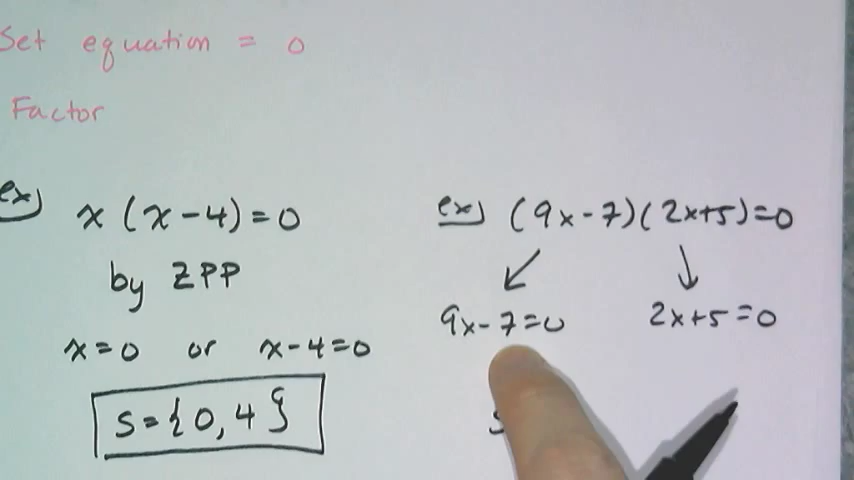 Set equation = 0
Factor
ex) x (x-4) = 0
by ZPP
x=0 or x-4=0
S={0,4}
ex) (9x-7)(2x+5)=0
9x-7=0 2x+5=0